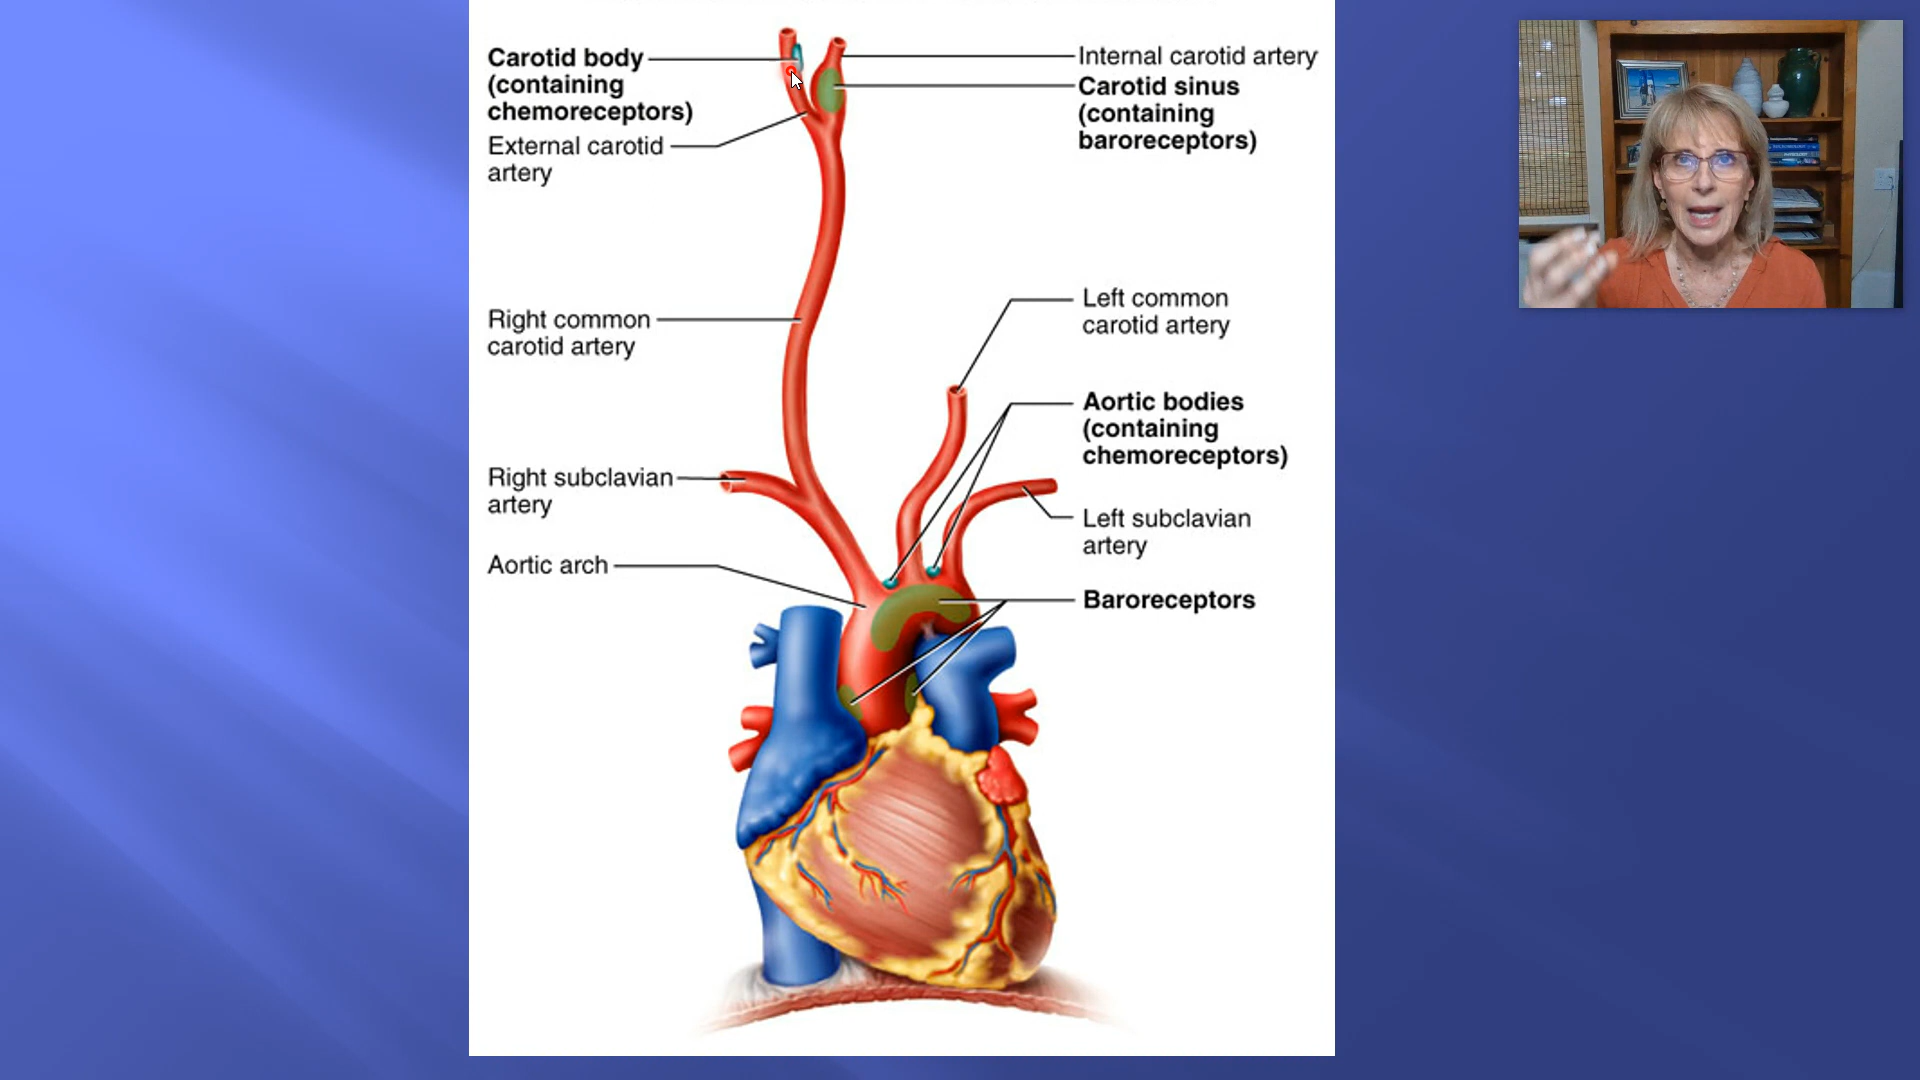 Carotid body
(containing
chemoreceptors)
External carotid
artery
Right common
carotid artery
Right subclavian
artery
Aortic arch
Internal carotid artery
Carotid sinus
(containing
baroreceptors)
Left common
carotid artery
Aortic bodies
(containing
chemoreceptors)
Left subclavian
artery
Baroreceptors